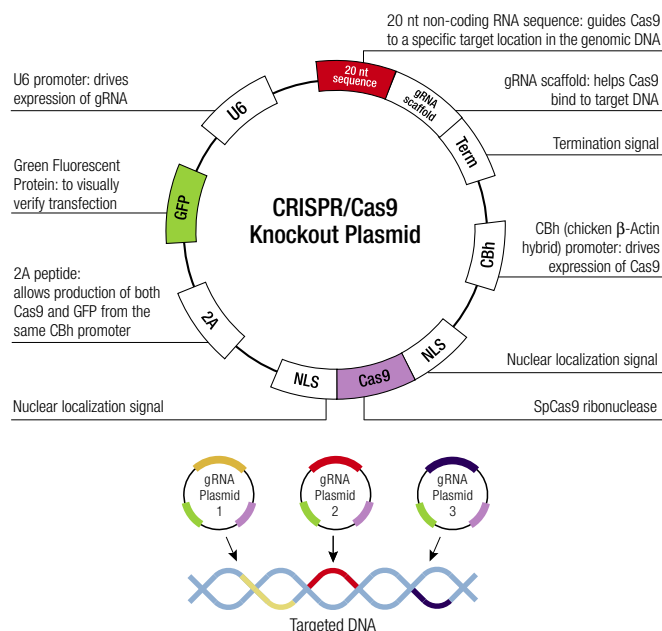 20 nt non-coding RNA sequence: guides Cas9
to a specific target location in the genomic DNA
U6 promoter: drives
expression of gRNA
20 nt
sequence
gRNA
scaffold
gRNA scaffold: helps Cas9
bind to target DNA
U6
Term
Termination signal
Green Fluorescent
Protein: to visually
verify transfection
GFP
CRISPR/Cas9
Knockout Plasmid
CBh
CBh (chicken β-Actin
hybrid) promoter: drives
expression of Cas9
2A peptide:
allows production of both
Cas9 and GFP from the
same CBh promoter
2A
NLS
Cas9
NLS
Nuclear localization signal
Nuclear localization signal
SpCas9 ribonuclease
gRNA
Plasmid
1
gRNA
Plasmid
2
gRNA
Plasmid
3
Targeted DNA